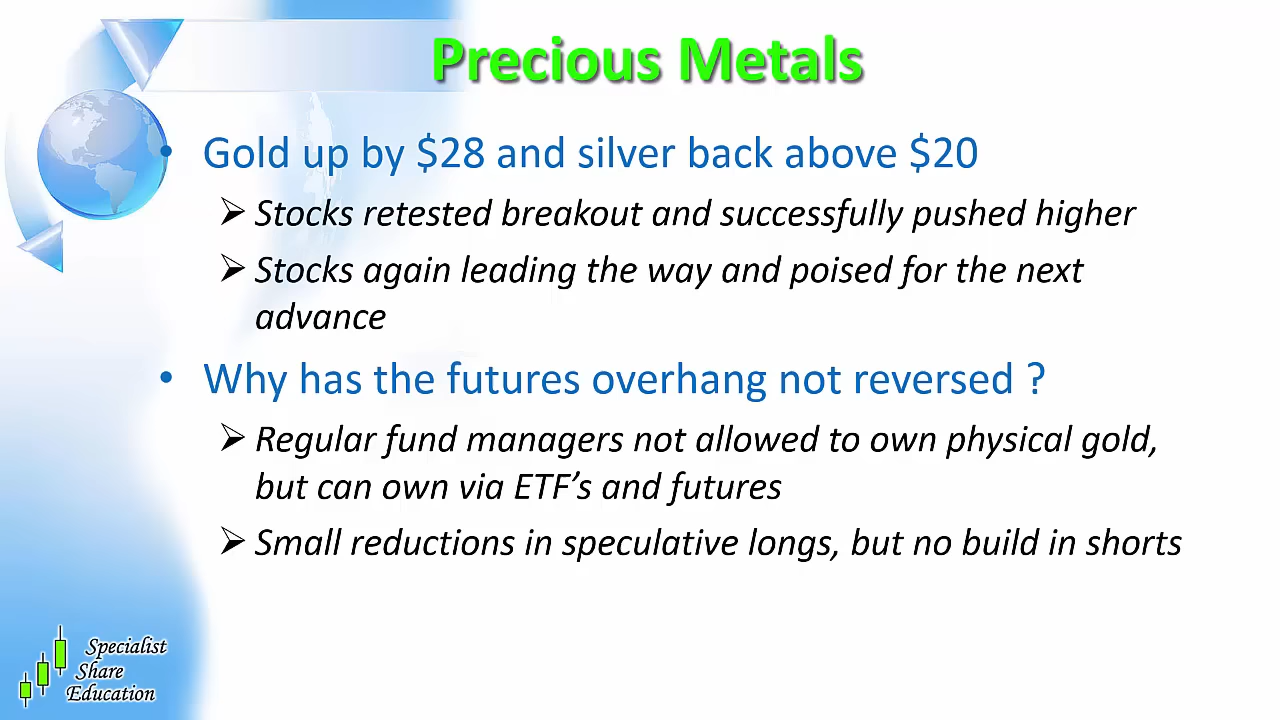 Precious Metals
• Gold up by $28 and silver back above $20
➢ Stocks retested breakout and successfully pushed higher
➢ Stocks again leading the way and poised for the next
advance
• Why has the futures overhang not reversed ?
➢ Regular fund managers not allowed to own physical gold,
but can own via ETF’s and futures
➢ Small reductions in speculative longs, but no build in shorts
Specialist
Share
Education